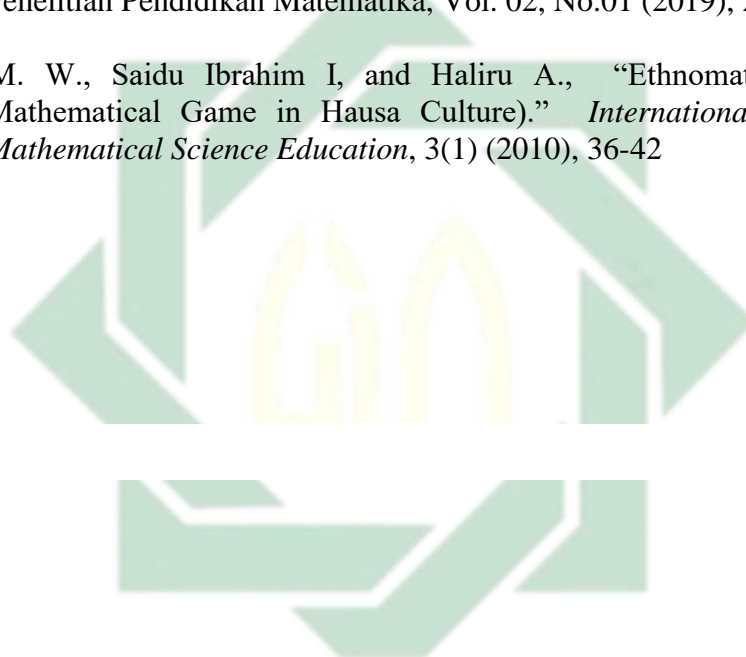 Penelitian Pendidikan Matematika, Vol. 02, No.01 (2019),
M. W., Saidu Ibrahim I, and Haliru A., “Ethnomat
Mathematical Game in Hausa Culture).” International
Mathematical Science Education, 3(1) (2010), 36-42